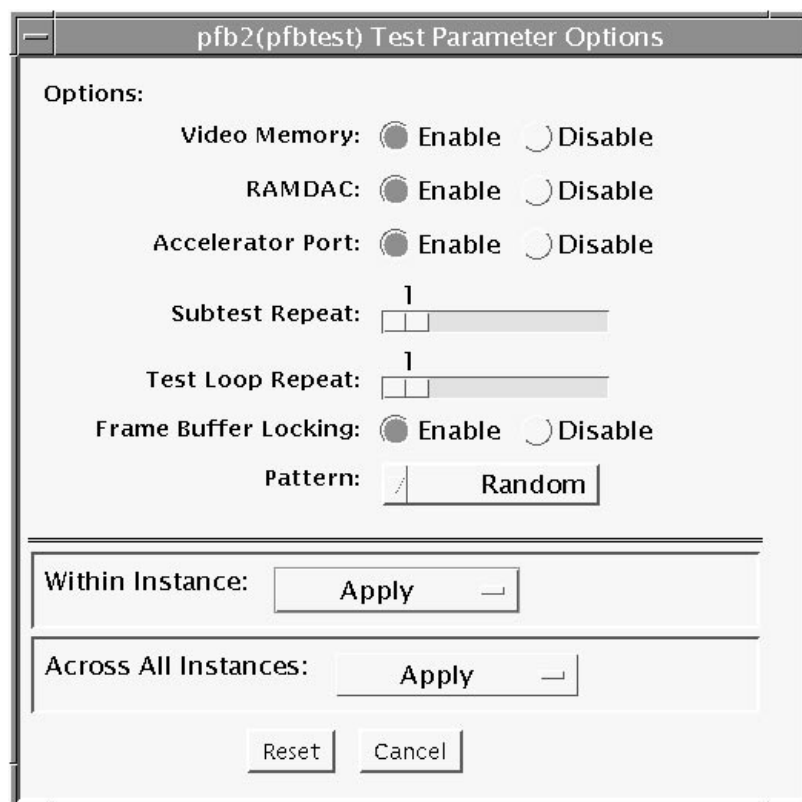 pfb2(pfbtest) Test Parameter Options
Options:
Video Memory: Enable Disable
RAMDAC: Enable Disable
Accelerator Port: Enable Disable
1
Subtest Repeat:
1
Test Loop Repeat:
Frame Buffer Locking: Enable Disable
Pattern: Random
Within Instance: Apply
Across All Instances: Apply
Reset Cancel